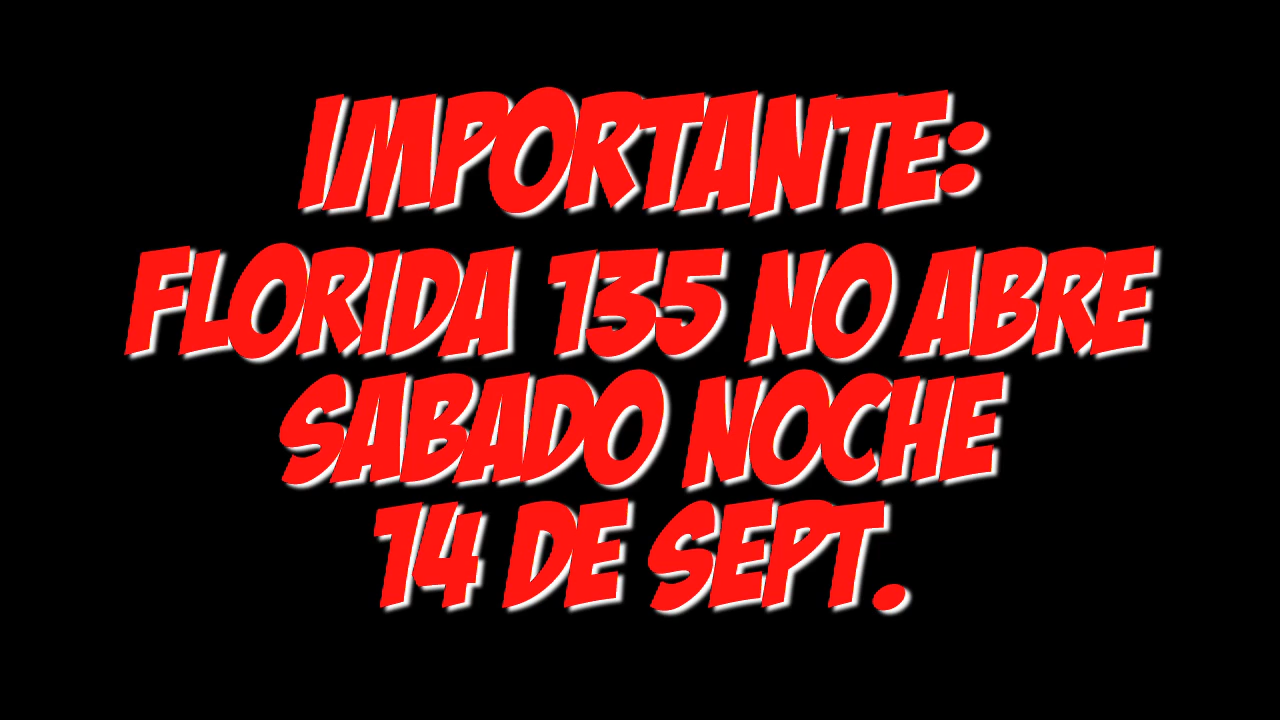 IMPORTANTE:
FLORIDA 135 NO ABRE
SABADO NOCHE
14 DE SEPT.